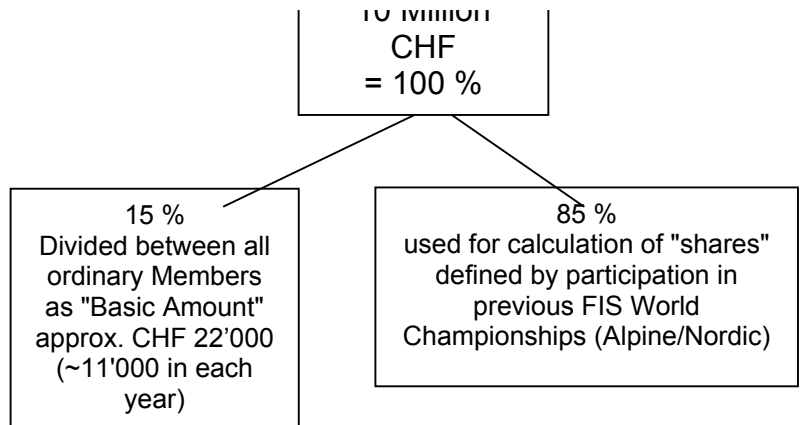 10 Million
CHF
= 100 %
15 %
Divided between all
ordinary Members
as "Basic Amount"
approx. CHF 22’000
(~11'000 in each
year)
85 %
used for calculation of "shares"
defined by participation in
previous FIS World
Championships (Alpine/Nordic)